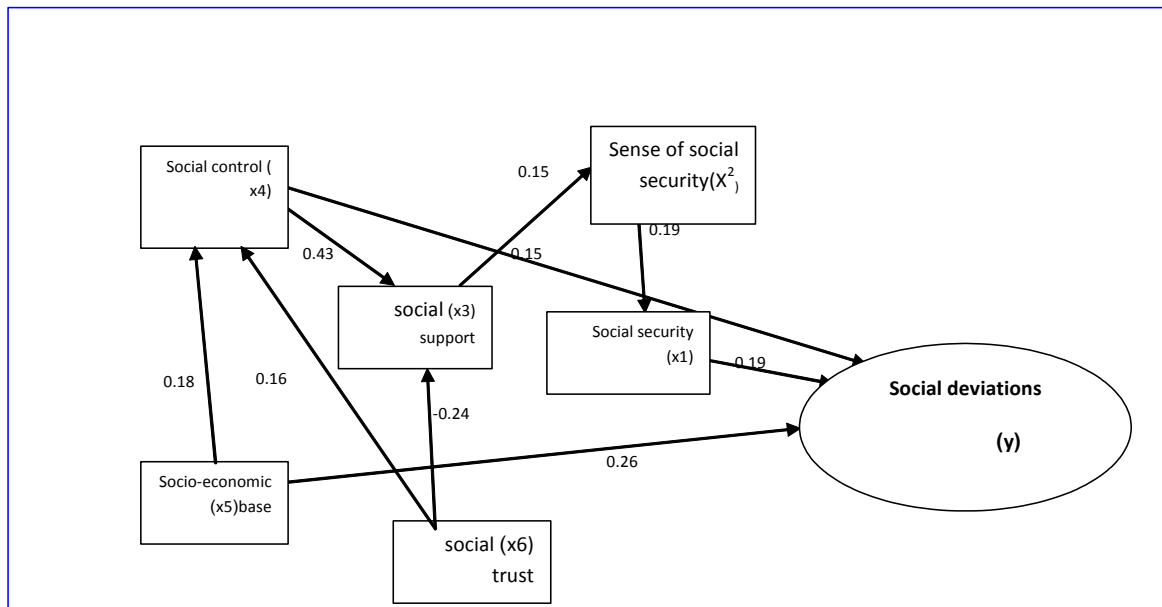 Social control (
x4)
0.15
Sense of social
security(X2)
0.19
0.43
0.15
social (x3)
support
Social security
(x1)
0.19
Social deviations
(y)
0.18
0.16
-0.24
Socio-economic
(x5)base
0.26
social (x6)
trust